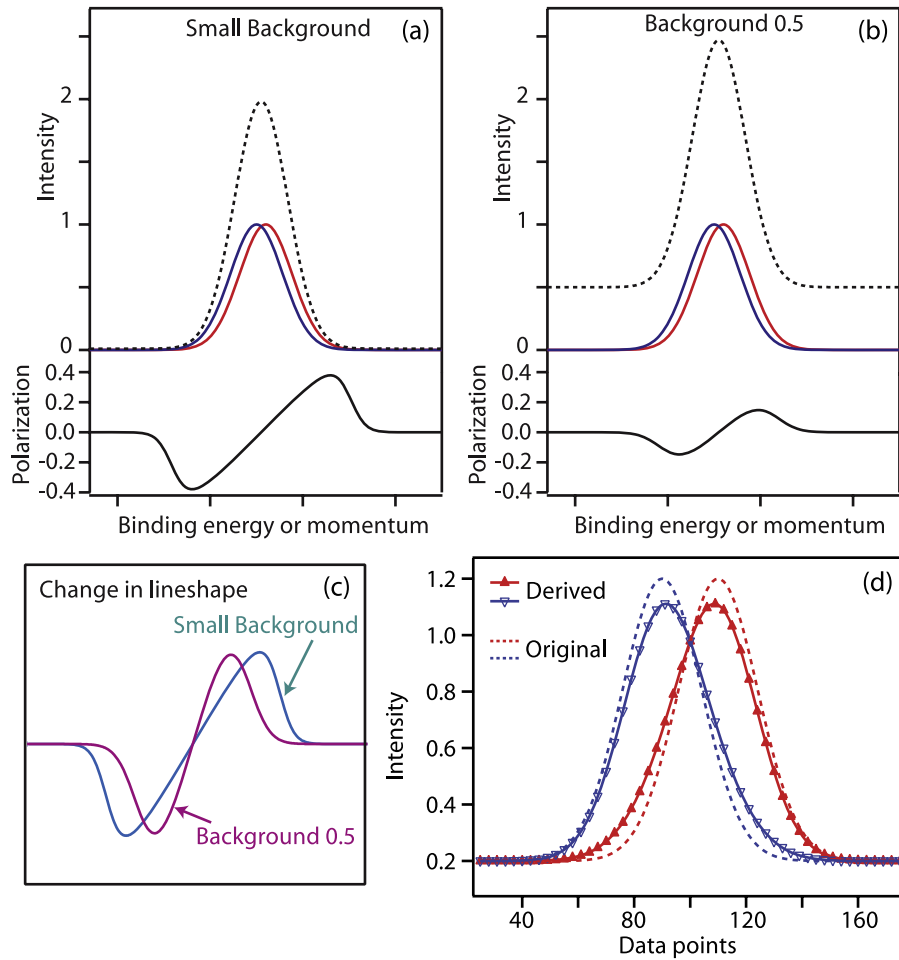 Small Background
(a)
Intensity
2
1
0
Polarization
0.4
0.2
0.0
-0.2
-0.4
Binding energy or momentum
Background 0.5
(b)
Intensity
2
1
0
Polarization
0.4
0.2
0.0
-0.2
-0.4
Binding energy or momentum
Change in lineshape
(c)
Small Background
Background 0.5
(d)
Derived
Original
Intensity
1.2
1.0
0.8
0.6
0.4
0.2
40
80
120
160
Data points